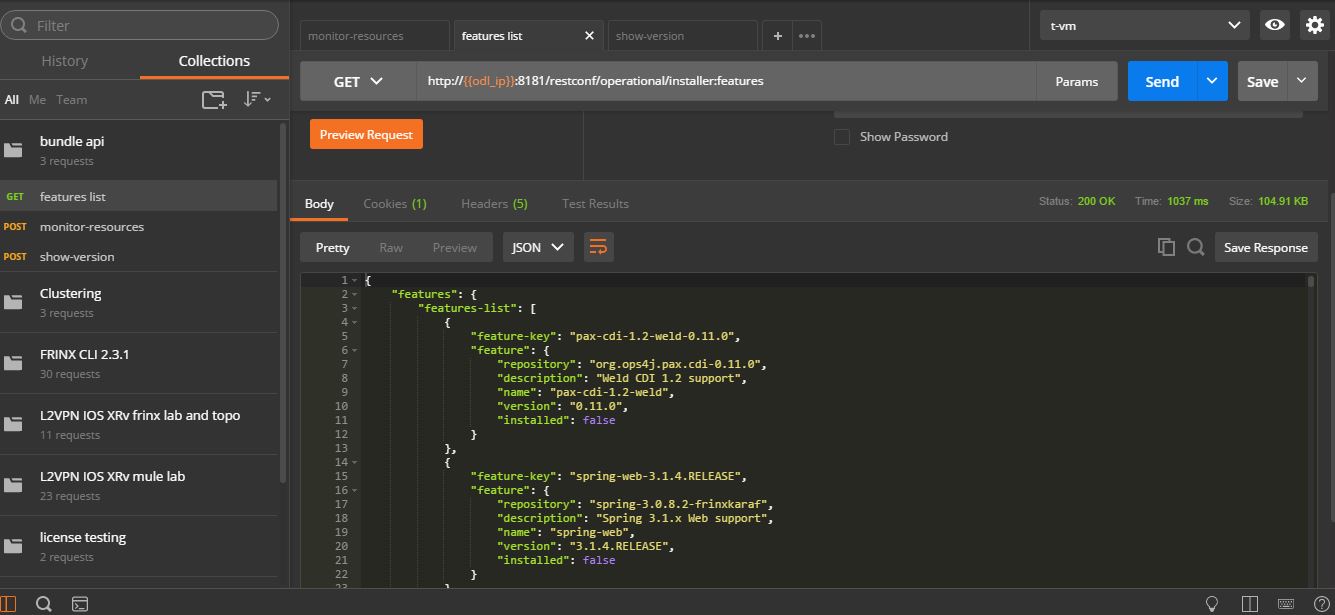 Filter
History Collections
All Me Team
bundle api
3 requests
GET features list
POST monitor-resources
POST show-version
Clustering
3 requests
FRINX CLI 2.3.1
30 requests
L2VPN IOS XRv frinx lab and topo
11 requests
L2VPN IOS XRv mule lab
23 requests
license testing
2 requests
monitor-resources features list show-version
t-vm
GET http://{{odl_ip}}:8181/restconf/operational/installer:features Params Send Save
Preview Request
Show Password
Body Cookies (1) Headers (5) Test Results Status: 200 OK Time: 1037 ms Size: 104.91 KB
Pretty Raw Preview JSON Save Response
1 {
2 "features": {
3 "features-list": [
4 {
5 "feature-key": "pax-cdi-1.2-weld-0.11.0",
6 "feature": {
7 "repository": "org.ops4j.pax.cdi-0.11.0",
8 "description": "Weld CDI 1.2 support",
9 "name": "pax-cdi-1.2-weld",
10 "version": "0.11.0",
11 "installed": false
12 }
13 },
14 {
15 "feature-key": "spring-web-3.1.4.RELEASE",
16 "feature": {
17 "repository": "spring-3.0.8.2-frinxkaraf",
18 "description": "Spring 3.1.x Web support",
19 "name": "spring-web",
20 "version": "3.1.4.RELEASE",
21 "installed": false
22 }
23 }